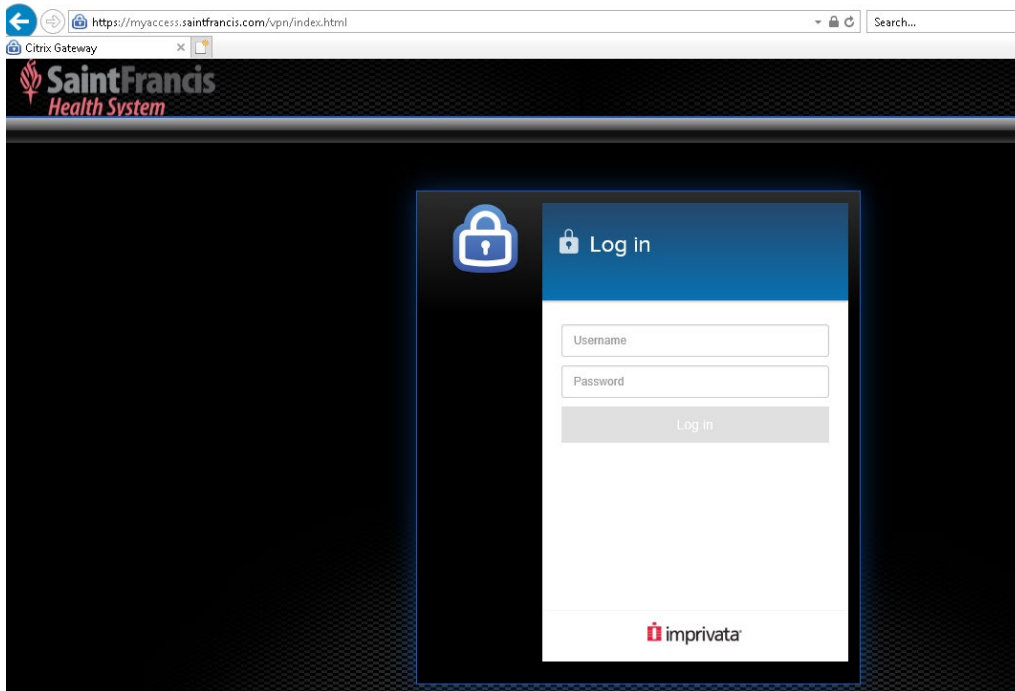 https://myaccess.saintfrancis.com/vpn/index.html
Search...
Citrix Gateway
SaintFrancis
Health System
Log in
Username
Password
Log in
imprivata